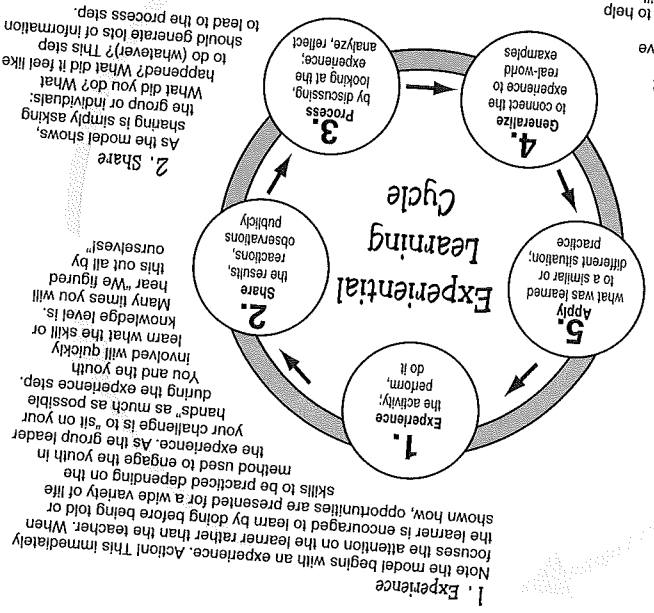 1. Experience
Note the model begins with an experience. Action! This immediately
focuses the attention on the learner rather than the teacher. When
the learner is encouraged to learn by doing before being told or
shown how, opportunities are presented for a wide variety of life
skills to be practiced depending on the
method used to engage the youth in
the experience. As the group leader
your challenge is to "sit on your
hands" as much as possible
during the experience step.
You and the youth
involved will quickly
learn what the skill or
knowledge level is.
Many times you will
hear "We figured
this out all by
ourselves!"
2. Share
As the model shows,
sharing is simply asking
the group or individuals:
What did you do? What
happened? What did it feel like
to do (whatever)? This step
should generate lots of information
to lead to the process step.
Experiential
Learning
Cycle
1.
Experience
the activity;
perform,
do it
2.
Share
the results,
reactions,
observations
publicly
3.
Process
by discussing,
looking at the
experience;
analyze, reflect
4.
Generalize
to connect the
experience to
real-world
examples
5.
Apply
what was learned
to a similar or
different situation;
practice
ve
to help